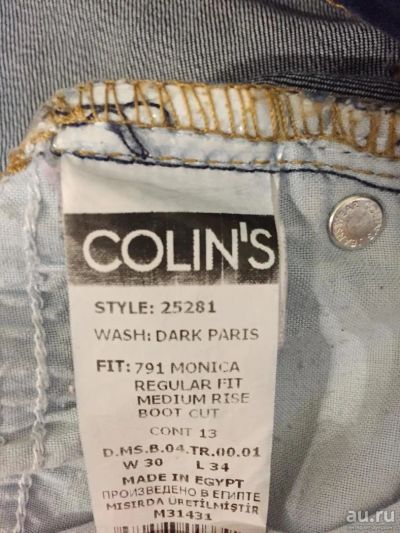 COLIN'S
STYLE: 25281
WASH: DARK PARIS
FIT: 791 MONICA
REGULAR FIT
MEDIUM RISE
BOOT CUT
CONT 13
D.MS.B.04.TR.00.01
W 30 L 34
MADE IN EGYPT
ПРОИЗВЕДЕНО В ЕГИПТЕ
MISIRDA ÜRETİLMİŞTİR
M31431
au.ru